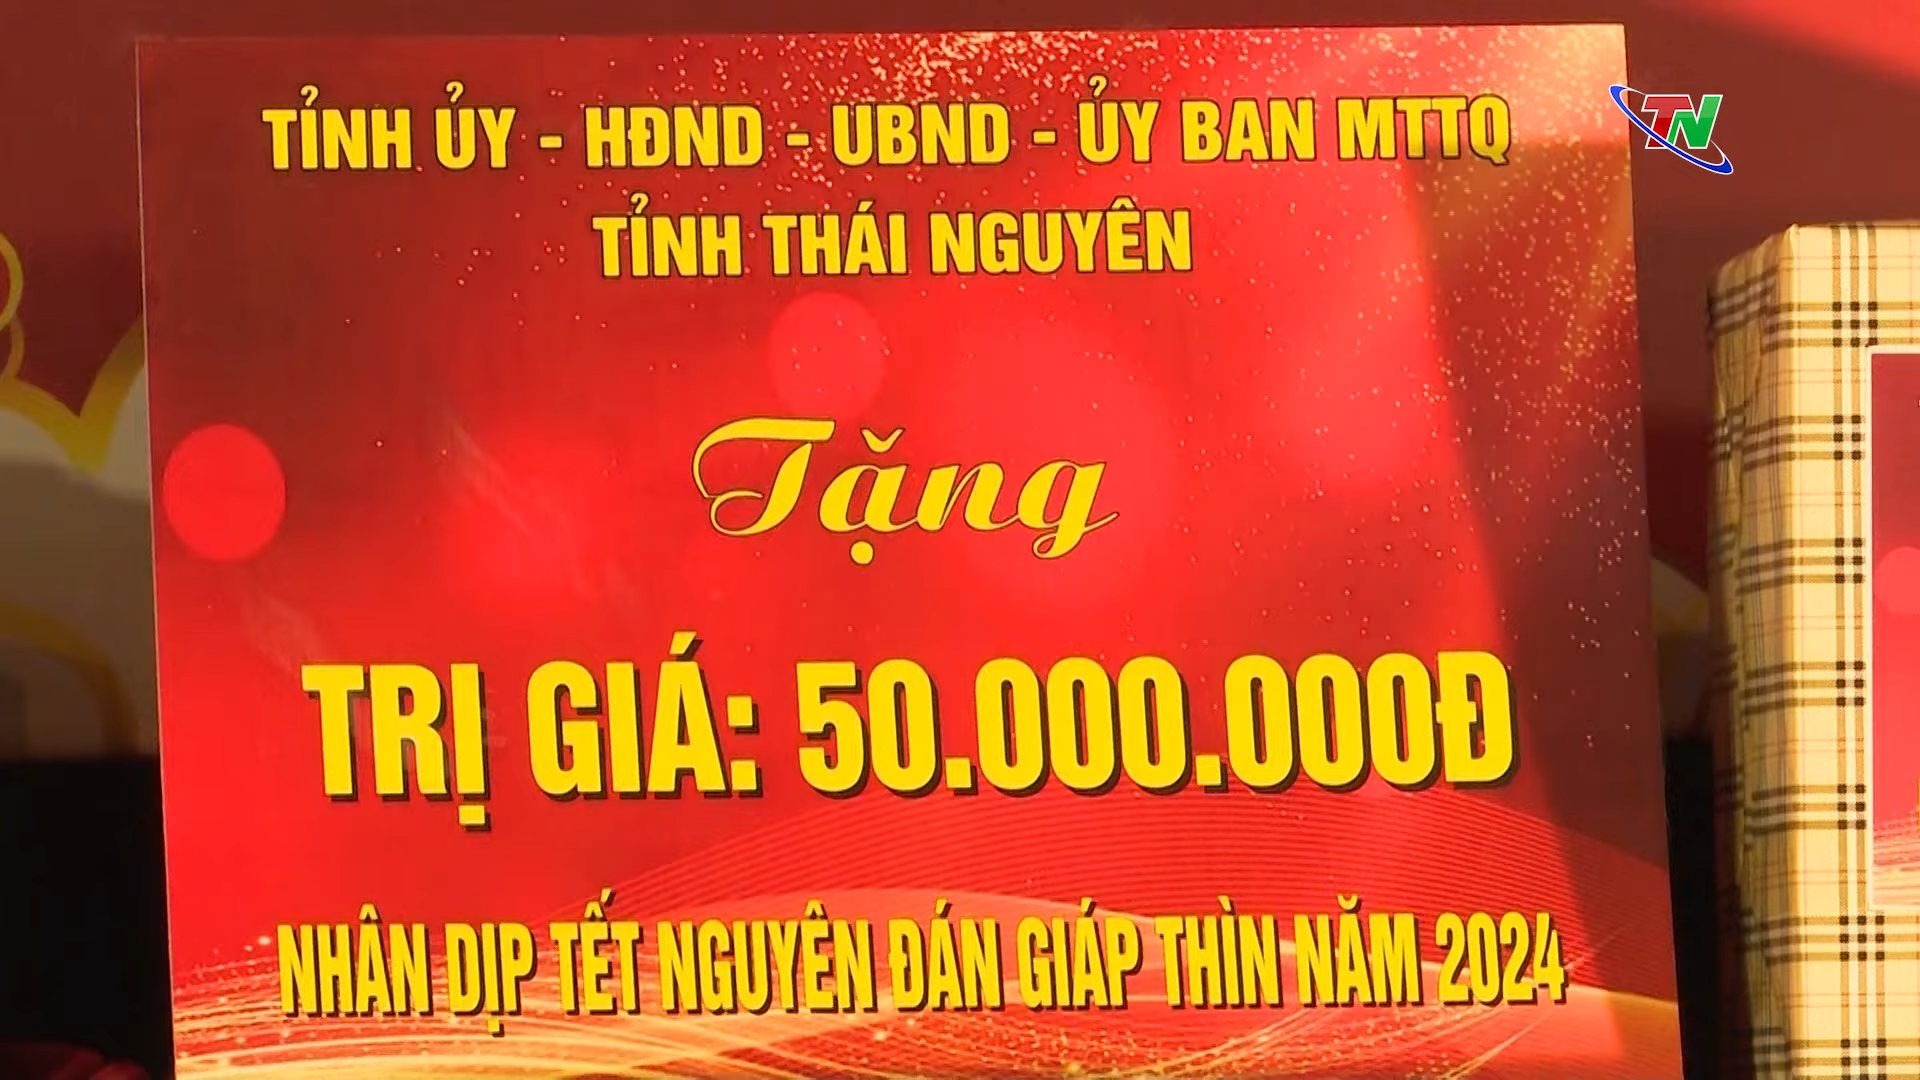 TỈNH ỦY - HĐND - UBND - ỦY BAN MTTQ
TN
TỈNH THÁI NGUYÊN
Tặng
TRỊ GIÁ: 50.000.000Đ
NHÂN DỊP TẾT NGUYÊN ĐÁN GIÁP THÌN NĂM 2024